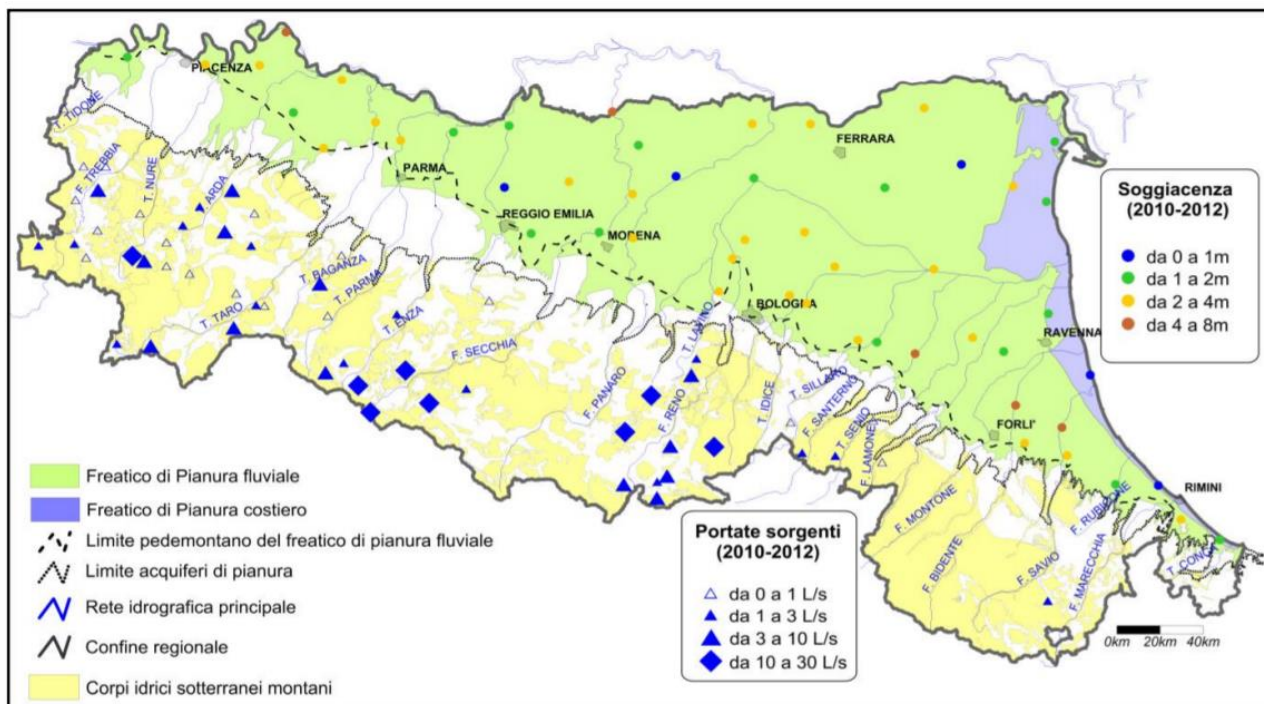 PIACENZA
T. TIDONE
F. TREBBIA
T. NURE
T. ARDA
PARMA
FERRARA
REGGIO EMILIA
MODENA
T. BAGANZA
T. PARMA
T. TARO
T. ENZA
F. SECCHIA
BOLOGNA
T. LAVINO
RAVENNA
F. PANARO
F. RENO
T. IDICE
T. SILLARO
F. SANTERNO
T. SENIO
F. LAMONE
FORLI'
F. MONTONE
F. BIDENTE
F. SAVIO
F. RUBICONE
F. MARECCHIA
RIMINI
T. CONCA
0km 20km 40km
Soggiacenza
(2010-2012)
da 0 a 1m
da 1 a 2m
da 2 a 4m
da 4 a 8m
Freatico di Pianura fluviale
Freatico di Pianura costiero
Limite pedemontano del freatico di pianura fluviale
Limite acquiferi di pianura
Rete idrografica principale
Confine regionale
Corpi idrici sotterranei montani
Portate sorgenti
(2010-2012)
da 0 a 1 L/s
da 1 a 3 L/s
da 3 a 10 L/s
da 10 a 30 L/s